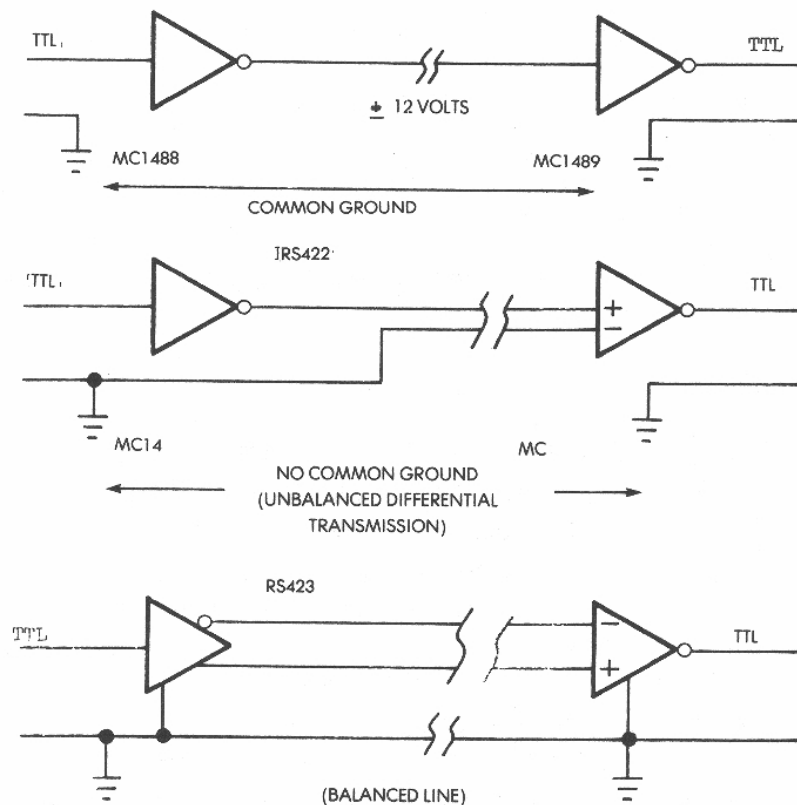 TTL
TTL
± 12 VOLTS
MC1488
MC1489
COMMON GROUND
IRS422
TTL
TTL
+
−
MC14
MC
NO COMMON GROUND
(UNBALANCED DIFFERENTIAL
TRANSMISSION)
RS423
TTL
−
+
TTL
(BALANCED LINE)